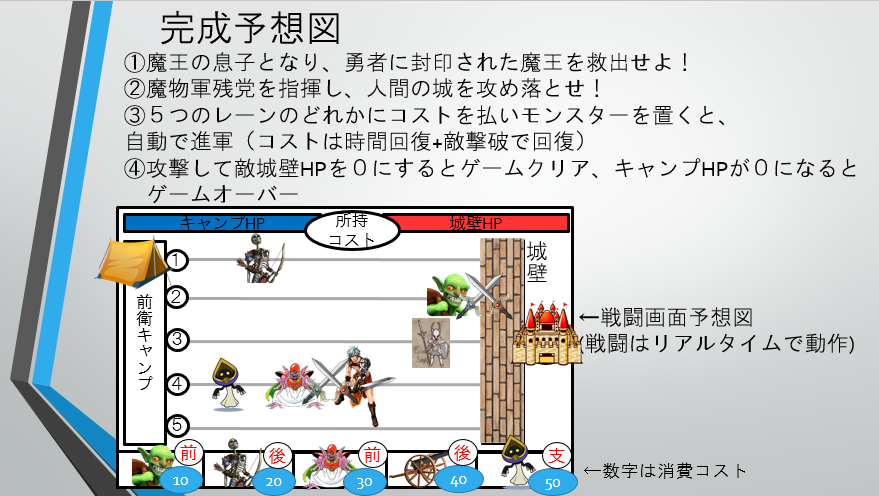 完成予想図
①魔王の息子となり、勇者に封印された魔王を救出せよ！
②魔物軍残党を指揮し、人間の城を攻め落とせ！
③５つのレーンのどれかにコストを払いモンスターを置くと、
自動で進軍（コストは時間回復+敵撃破で回復）
④攻撃して敵城壁HPを０にするとゲームクリア、キャンプHPが０になると
ゲームオーバー
キャンプHP
所持
コスト
城壁HP
①
②
③
④
⑤
前衛キャンプ
城壁
←戦闘画面予想図
(戦闘はリアルタイムで動作)
前
後
前
後
支
10
20
30
40
50
←数字は消費コスト